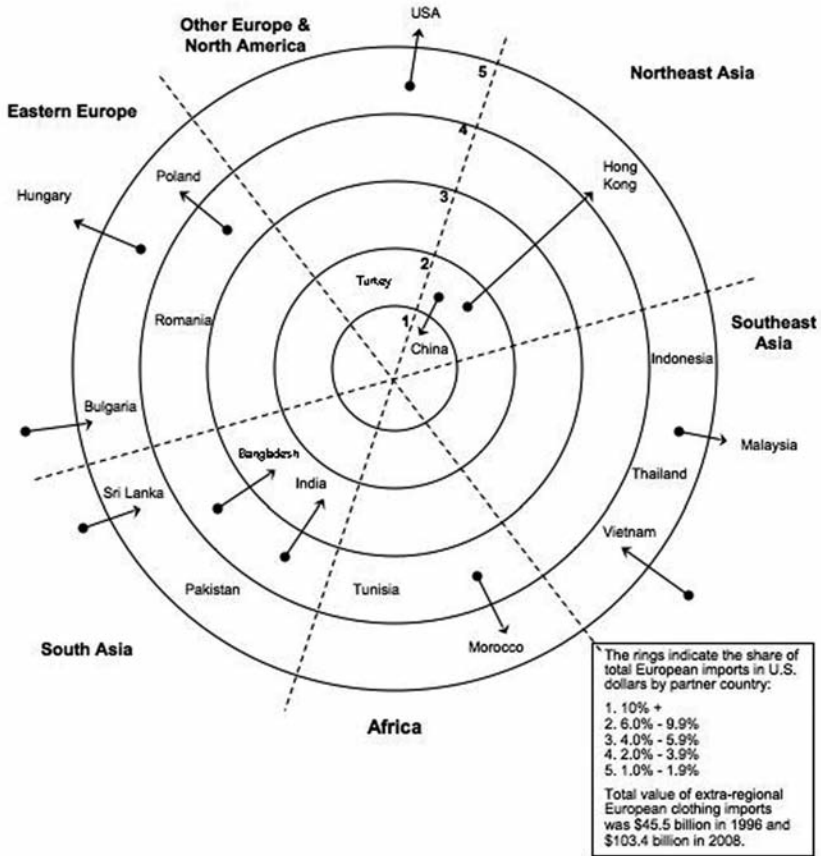 USA
Other Europe &
North America
5
Northeast Asia
Eastern Europe
4
Hong
Kong
Poland
Hungary
3
2
Turkey
1
Romania
China
Southeast
Asia
Indonesia
Bulgaria
Malaysia
Bangladesh
India
Thailand
Sri Lanka
Vietnam
Pakistan
Tunisia
South Asia
Morocco
Africa
The rings indicate the share of
total European imports in U.S.
dollars by partner country:
1. 10% +
2. 6.0% - 9.9%
3. 4.0% - 5.9%
4. 2.0% - 3.9%
5. 1.0% - 1.9%
Total value of extra-regional
European clothing imports
was $45.5 billion in 1996 and
$103.4 billion in 2008.